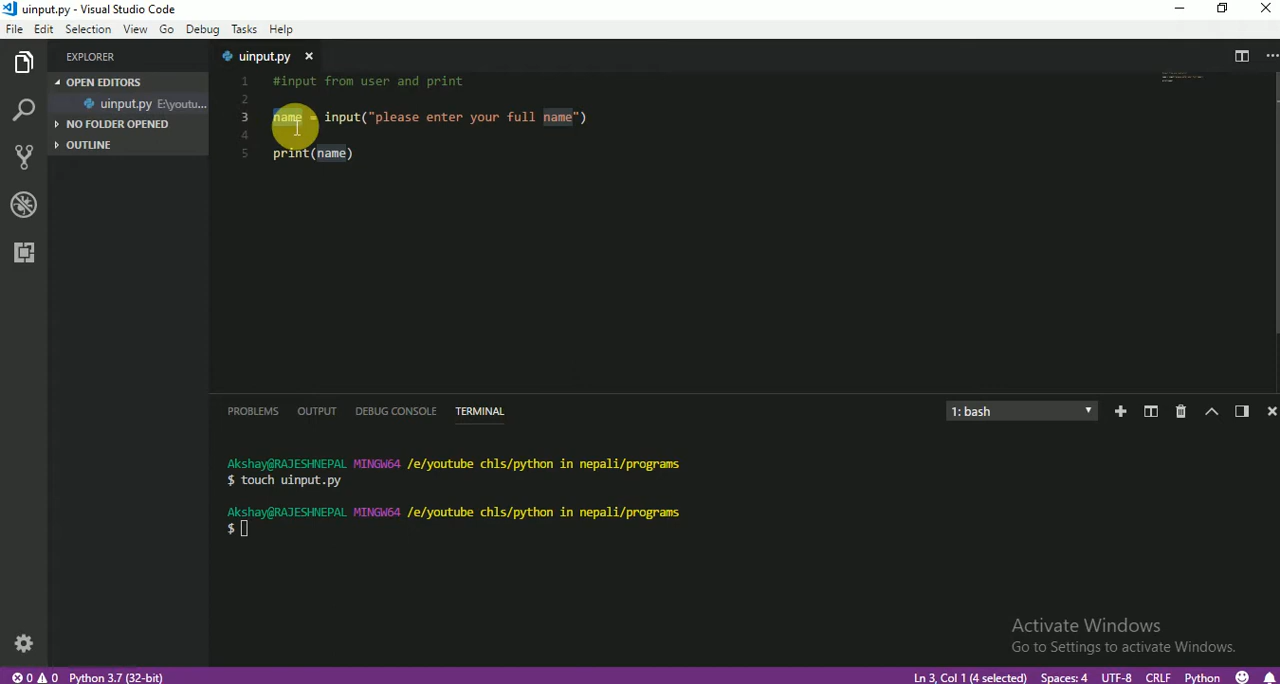 uinput.py - Visual Studio Code
File Edit Selection View Go Debug Tasks Help
EXPLORER
OPEN EDITORS
uinput.py E:\youtu...
NO FOLDER OPENED
OUTLINE
uinput.py
1 #input from user and print
2
3 name = input("please enter your full name")
4
5 print(name)
PROBLEMS OUTPUT DEBUG CONSOLE TERMINAL 1: bash
Akshay@RAJESHNEPAL MINGW64 /e/youtube chls/python in nepali/programs
$ touch uinput.py
Akshay@RAJESHNEPAL MINGW64 /e/youtube chls/python in nepali/programs
$
Activate Windows
Go to Settings to activate Windows.
0 0 Python 3.7 (32-bit) Ln 3, Col 1 (4 selected) Spaces: 4 UTF-8 CRLF Python